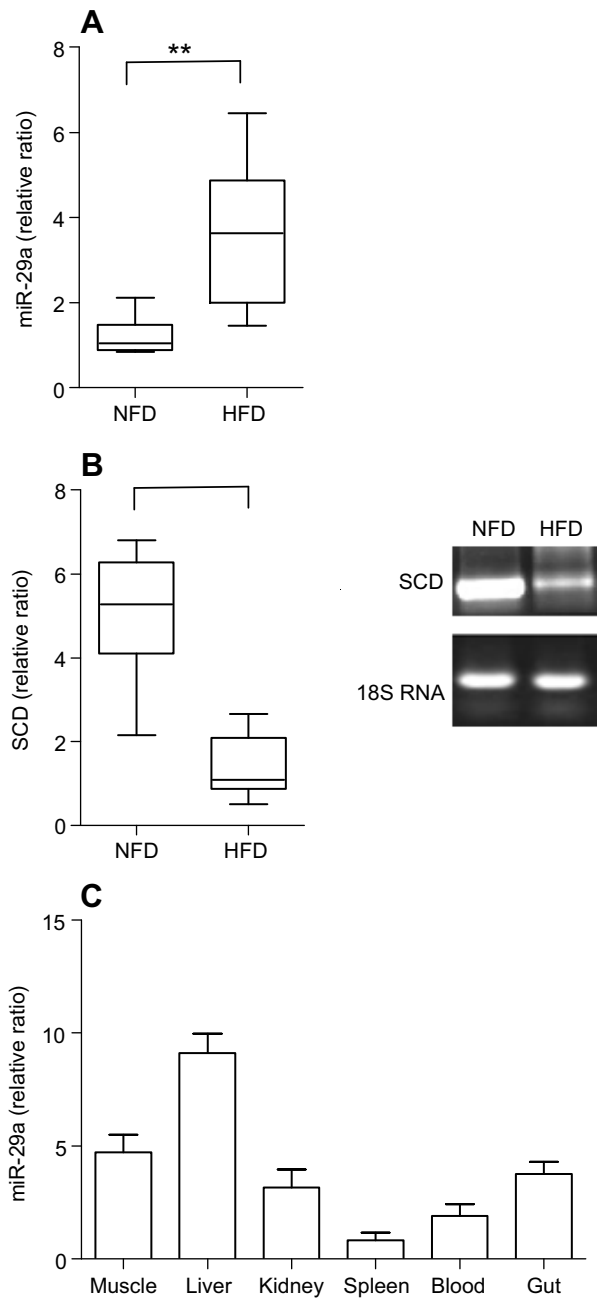 A
miR-29a (relative ratio)
8
6
4
2
0
**
NFD HFD
B
SCD (relative ratio)
8
6
4
2
0
NFD HFD
NFD HFD
SCD
18S RNA
C
miR-29a (relative ratio)
15
10
5
0
Muscle Liver Kidney Spleen Blood Gut